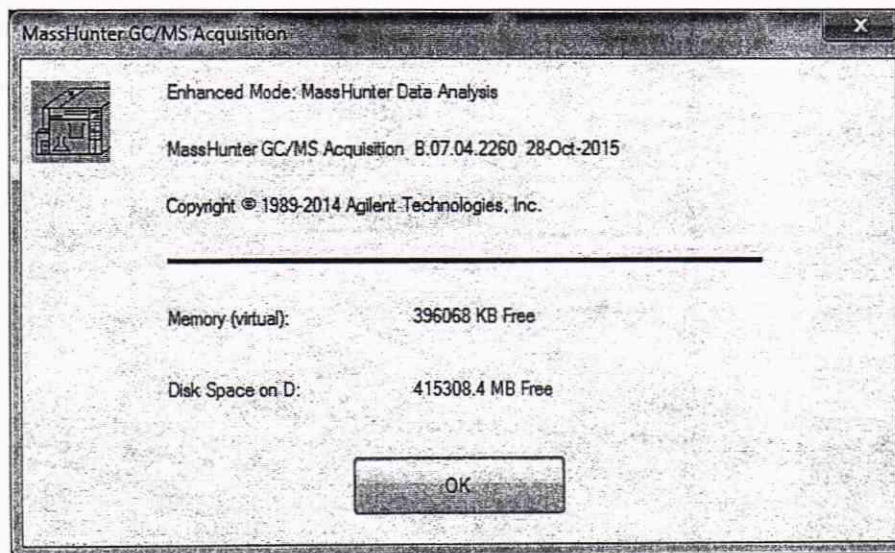 MassHunter GC/MS Acquisition
X
Enhanced Mode: MassHunter Data Analysis
MassHunter GC/MS Acquisition B.07.04.2260 28-Oct-2015
Copyright © 1989-2014 Agilent Technologies, Inc.
Memory (virtual): 396068 KB Free
Disk Space on D: 415308.4 MB Free
OK